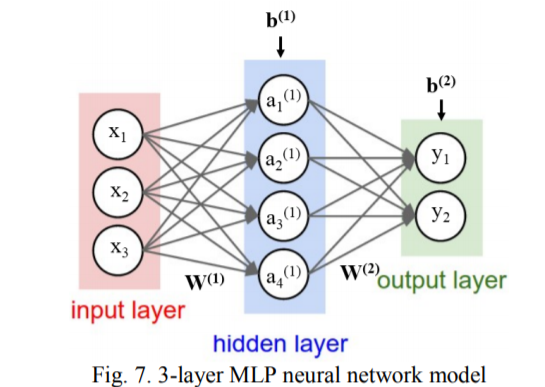 b(1)
b(2)
x1
x2
x3
a1(1)
a2(1)
a3(1)
a4(1)
y1
y2
W(1)
W(2)
input layer
hidden layer
output layer
Fig. 7. 3-layer MLP neural network model